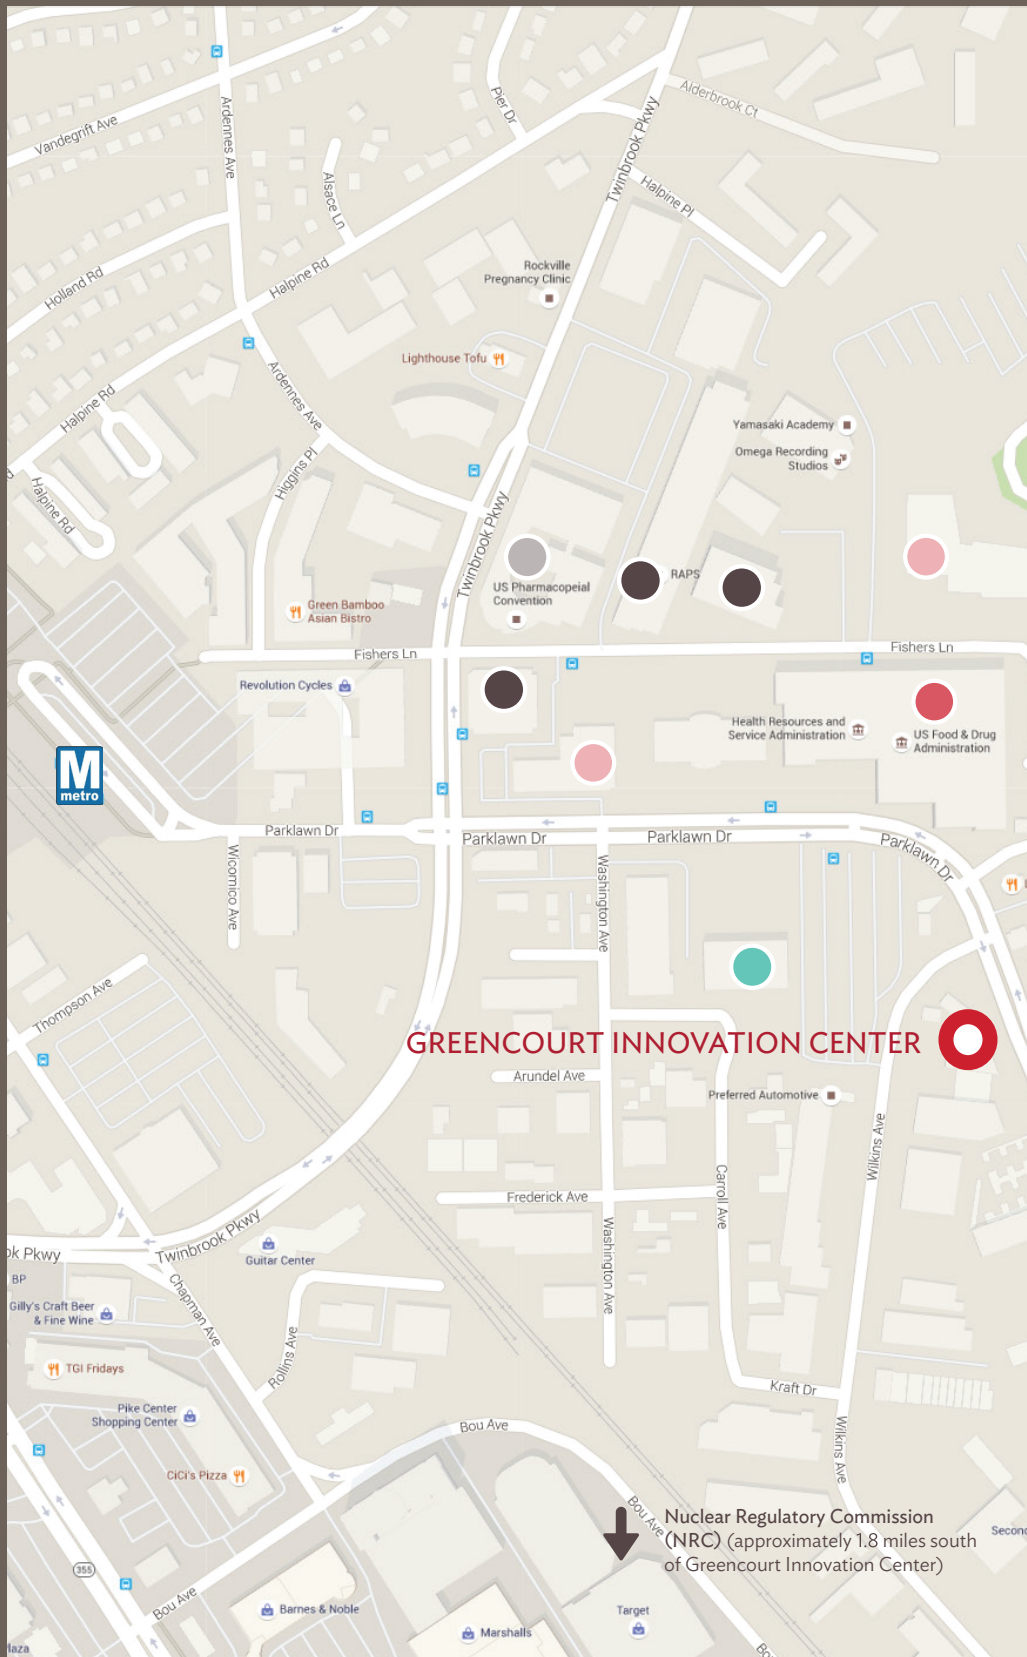 Alderbrook Ct
Pier Dr
Vandegrift Ave
Ardennes Ave
Twinbrook Pkwy
Alsace Ln
Halpine Pl
Holland Rd
Halpine Rd
Rockville
Pregnancy Clinic
Lighthouse Tofu
Ardennes Ave
Halpine Rd
Yamasaki Academy
Omega Recording
Studios
Higgins Pl
Halpine Rd
Twinbrook Pkwy
RAPS
US Pharmacopeial
Convention
Green Bamboo
Asian Bistro
Fishers Ln
Fishers Ln
Revolution Cycles
Health Resources and
Service Administration
US Food & Drug
Administration
M
metro
Parklawn Dr
Parklawn Dr
Parklawn Dr
Parklawn Dr
Wicomico Ave
Washington Ave
Thompson Ave
GREENCOURT INNOVATION CENTER
Arundel Ave
Preferred Automotive
Wilkins Ave
Carroll Ave
Frederick Ave
Washington Ave
Twinbrook Pkwy
ok Pkwy
Guitar Center
BP
Chapman Ave
Gilly's Craft Beer
& Fine Wine
Rollins Ave
TGI Fridays
Kraft Dr
Pike Center
Shopping Center
Bou Ave
Wilkins Ave
CiCi's Pizza
Bou Ave
Nuclear Regulatory Commission
(NRC) (approximately 1.8 miles south
of Greencourt Innovation Center)
Second
355
Bou Ave
Barnes & Noble
Target
Marshalls
laza
Bo